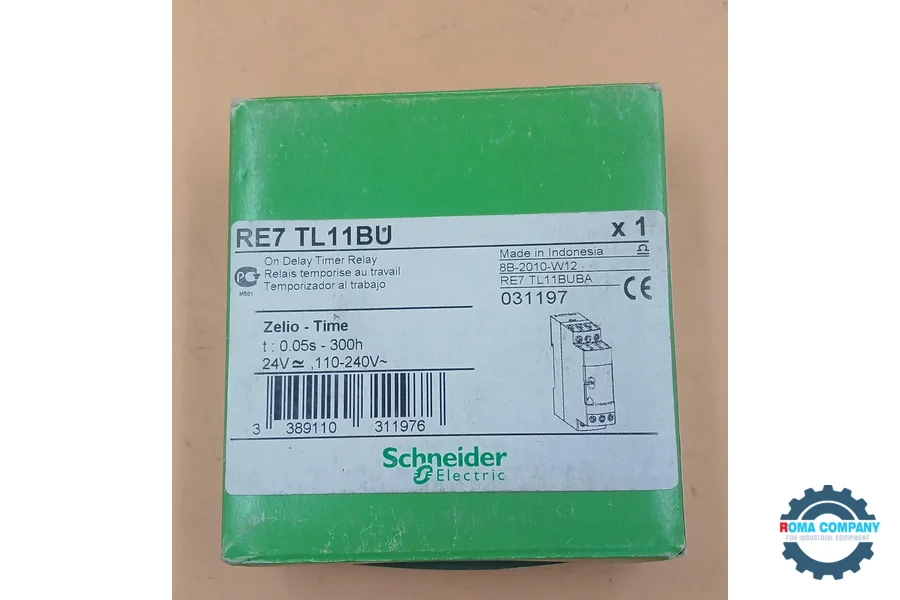 RE7 TL11BU
x 1
On Delay Timer Relay
Relais temporise au travail
Temporizador al trabajo
Made in Indonesia
8B-2010-W12
RE7 TL11BUBA
031197
CE
ME01
Zelio - Time
t : 0.05s - 300h
24V≃ ,110-240V~
3 389110 311976
Schneider
Electric
ROMA COMPANY
FOR INDUSTRIAL EQUIPMENT